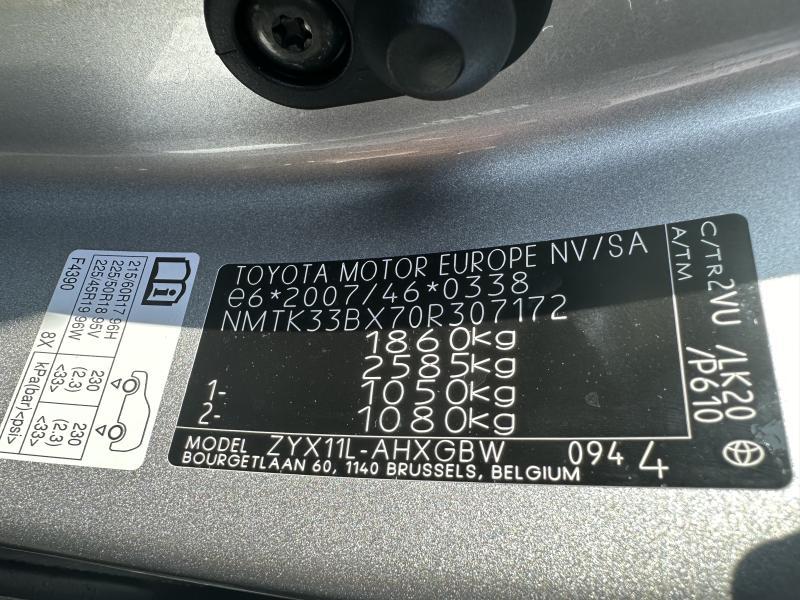 TOYOTA MOTOR EUROPE NV/SA
e6*2007/46*0338
NMTK33BX70R307172
1860kg
2585kg
1- 1050kg
2- 1080kg
MODEL ZYX11L-AHXGBW 094 4
BOURGETLAAN 60, 1140 BRUSSELS, BELGIUM
C/TR 2VU /LK20
A/TM /P610
215/60R17 96H
225/50R18 95V
225/45R19 96W
F4390
8X
230 (2.3) <33>
230 (2.3) <33>
kPa(bar)<psi>